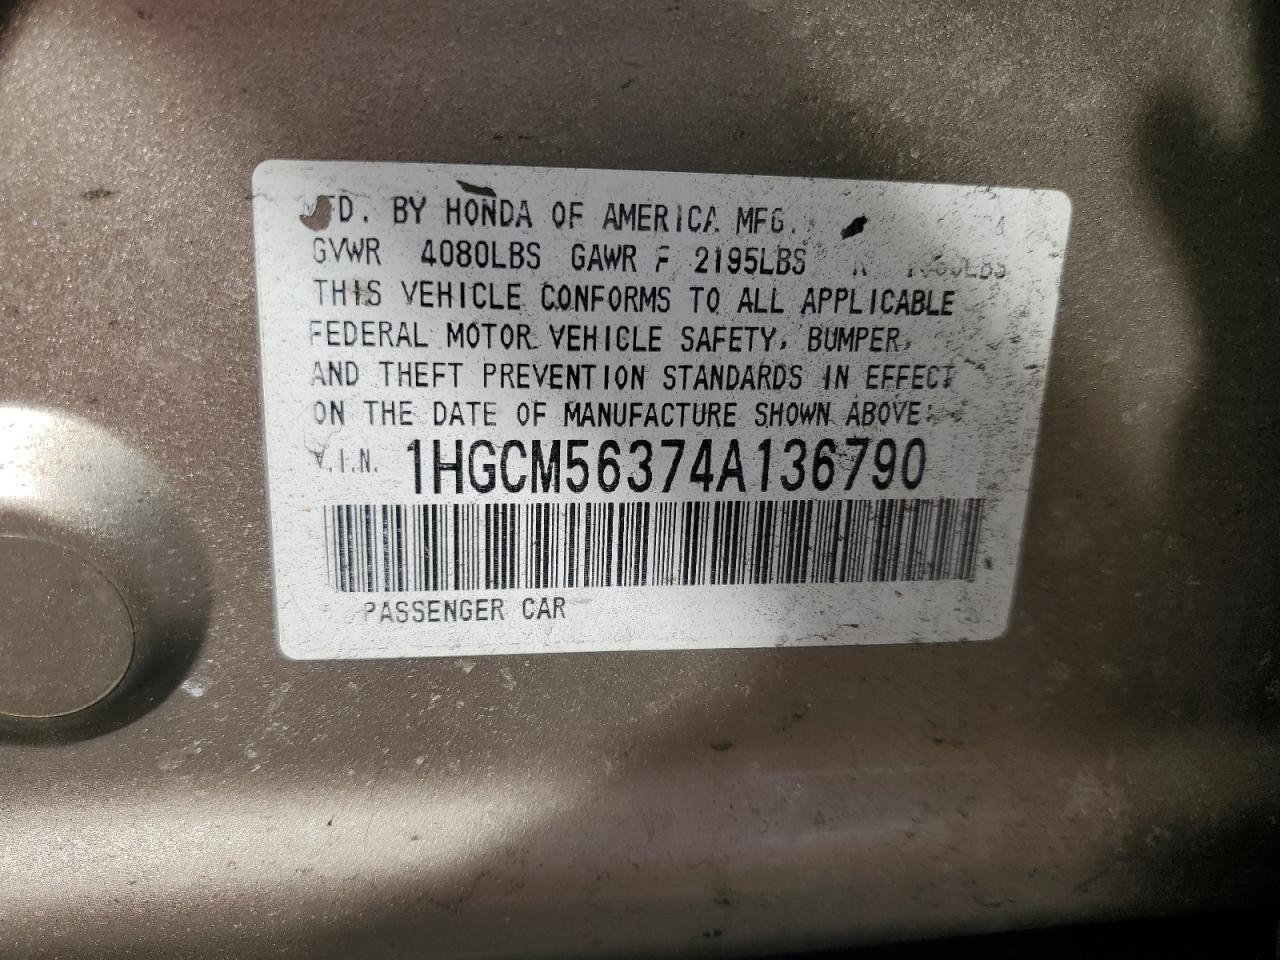 BY HONDA OF AMERICA MFG.
GVWR 4080LBS GAWR F 2195LBS
THIS VEHICLE CONFORMS TO ALL APPLICABLE
FEDERAL MOTOR VEHICLE SAFETY, BUMPER,
AND THEFT PREVENTION STANDARDS IN EFFECT
ON THE DATE OF MANUFACTURE SHOWN ABOVE.
V.I.N. 1HGCM56374A136790
PASSENGER CAR